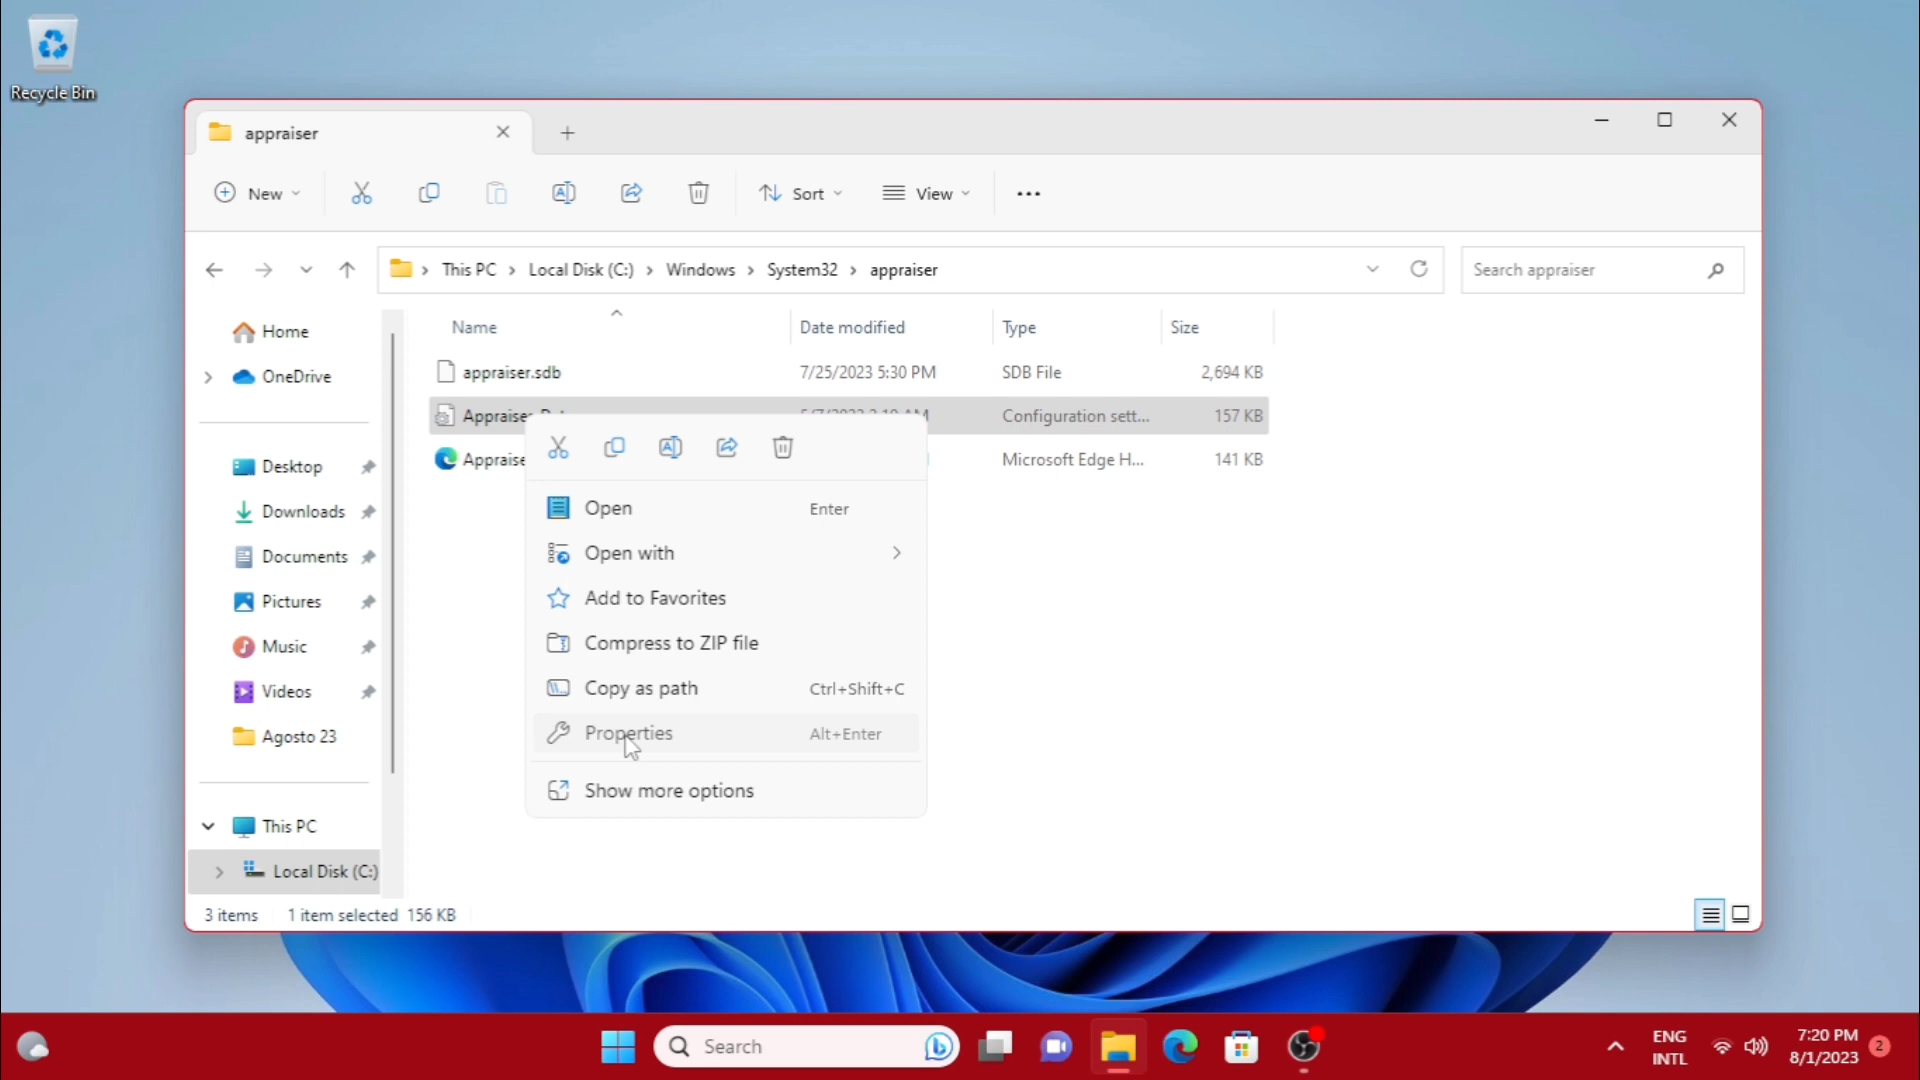 Recycle Bin
appraiser
New
Sort
View
This PC > Local Disk (C:) > Windows > System32 > appraiser
Search appraiser
Home
OneDrive
Desktop
Downloads
Documents
Pictures
Music
Videos
Agosto 23
This PC
Local Disk (C:)
Name Date modified Type Size
appraiser.sdb 7/25/2023 5:30 PM SDB File 2,694 KB
Configuration sett... 157 KB
Microsoft Edge H... 141 KB
Open Enter
Open with
Add to Favorites
Compress to ZIP file
Copy as path Ctrl+Shift+C
Properties Alt+Enter
Show more options
3 items 1 item selected 156 KB
Search
ENG
INTL
7:20 PM
8/1/2023
2